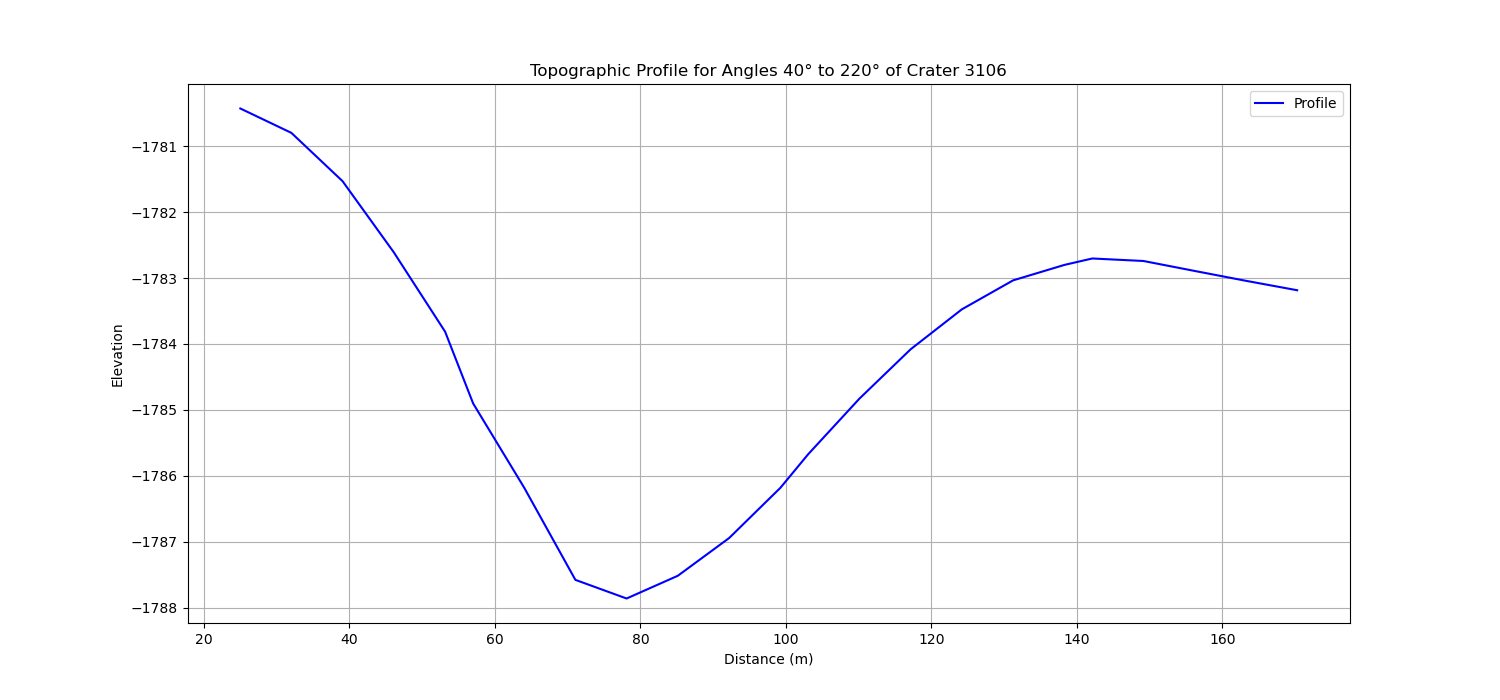 Topographic Profile for Angles 40° to 220° of Crater 3106
Profile
Elevation
−1781
−1782
−1783
−1784
−1785
−1786
−1787
−1788
20 40 60 80 100 120 140 160
Distance (m)